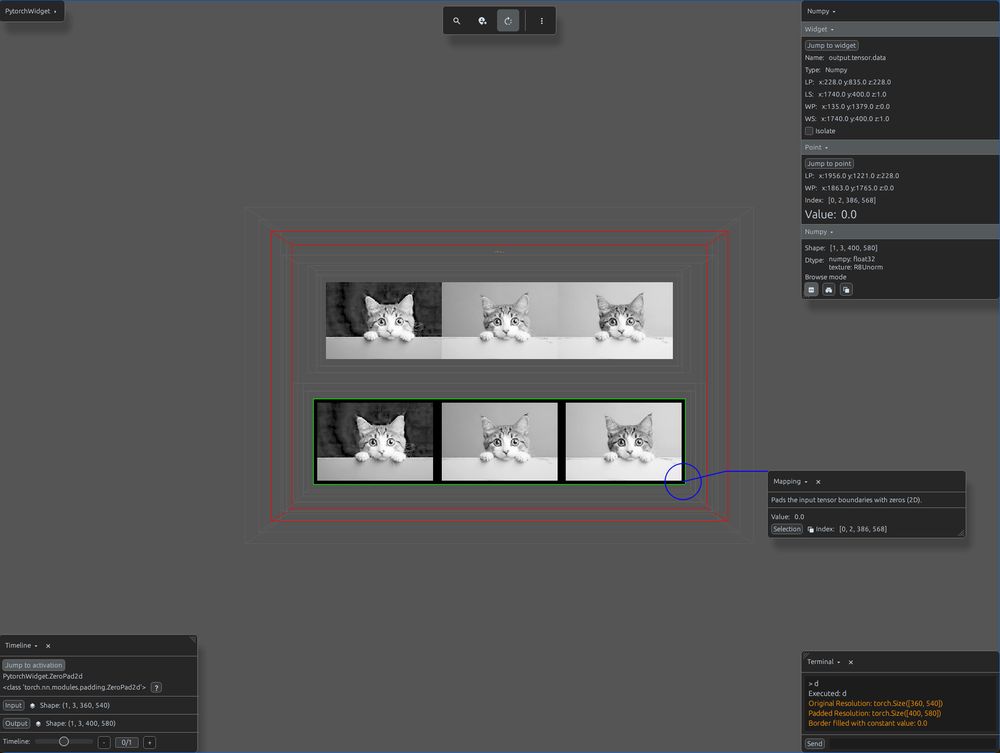 PytorchWidget
Numpy
Widget
Jump to widget
Name: output.tensor.data
Type: Numpy
LP: x:228.0 y:835.0 z:228.0
LS: x:1740.0 y:400.0 z:1.0
WP: x:135.0 y:1379.0 z:0.0
WS: x:1740.0 y:400.0 z:1.0
Isolate
Point
Jump to point
LP: x:1956.0 y:1221.0 z:228.0
WP: x:1863.0 y:1765.0 z:0.0
Index: [0, 2, 386, 568]
Value: 0.0
Numpy
Shape: [1, 3, 400, 580]
Dtype: numpy: float32
texture: R8Unorm
Browse mode
Mapping
Pads the input tensor boundaries with zeros (2D).
Value: 0.0
Selection Index: [0, 2, 386, 568]
Timeline
Jump to activation
PytorchWidget.ZeroPad2d
<class 'torch.nn.modules.padding.ZeroPad2d'> ?
Input Shape: (1, 3, 360, 540)
Output Shape: (1, 3, 400, 580)
Timeline: - 0/1 +
Terminal
> d
Executed: d
Original Resolution: torch.Size([360, 540])
Padded Resolution: torch.Size([400, 580])
Border filled with constant value: 0.0
Send